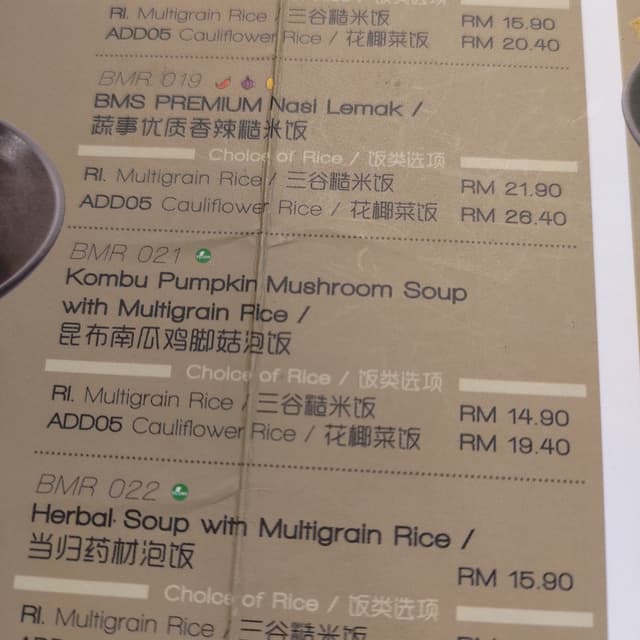 of Rice / 饭类选项
RI. Multigrain Rice / 三谷糙米饭 RM 15.90
ADD05 Cauliflower Rice / 花椰菜饭 RM 20.40
BMR 019
BMS PREMIUM Nasi Lemak /
蔬事优质香辣糙米饭
Choice of Rice / 饭类选项
RI. Multigrain Rice / 三谷糙米饭 RM 21.90
ADD05 Cauliflower Rice / 花椰菜饭 RM 26.40
BMR 021
Kombu Pumpkin Mushroom Soup
with Multigrain Rice /
昆布南瓜鸡脚菇泡饭
Choice of Rice / 饭类选项
RI. Multigrain Rice / 三谷糙米饭 RM 14.90
ADD05 Cauliflower Rice / 花椰菜饭 RM 19.40
BMR 022
Herbal Soup with Multigrain Rice /
当归药材泡饭
RM 15.90
Choice of Rice / 饭类选项
RI. Multigrain Rice / 三谷糙米饭